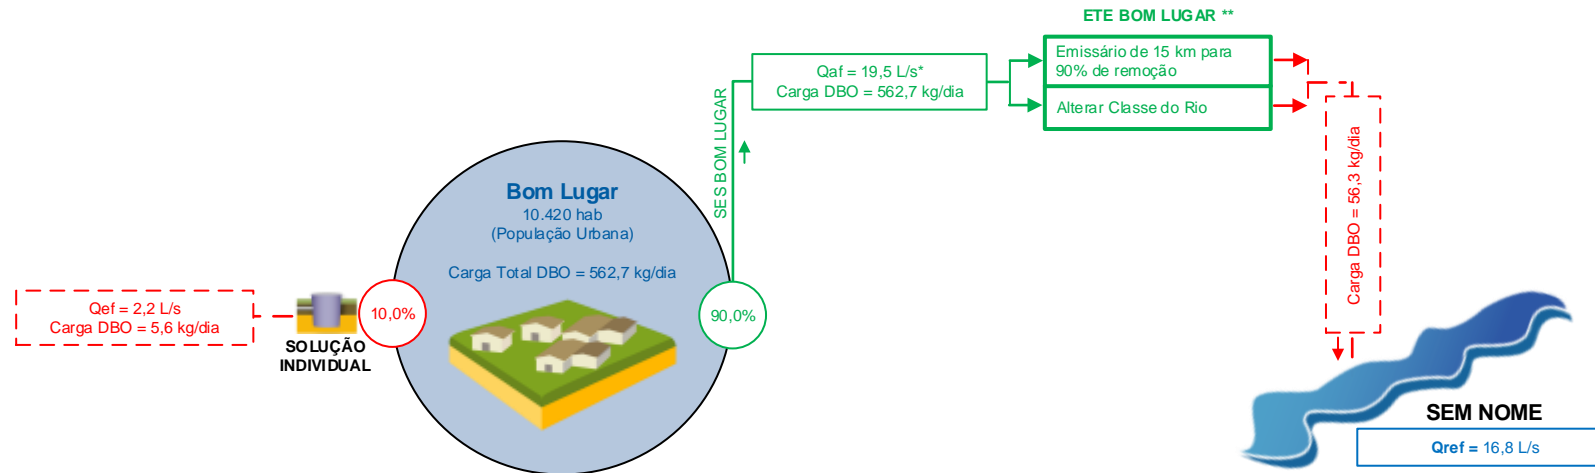 ETE BOM LUGAR **
Emissário de 15 km para
90% de remoção
Alterar Classe do Rio
Qaf = 19,5 L/s*
Carga DBO = 562,7 kg/dia
SES BOM LUGAR
Carga DBO = 56,3 kg/dia
Bom Lugar
10.420 hab
(População Urbana)
Carga Total DBO = 562,7 kg/dia
Qef = 2,2 L/s
Carga DBO = 5,6 kg/dia
SOLUÇÃO
INDIVIDUAL
10,0%
90,0%
SEM NOME
Qref = 16,8 L/s